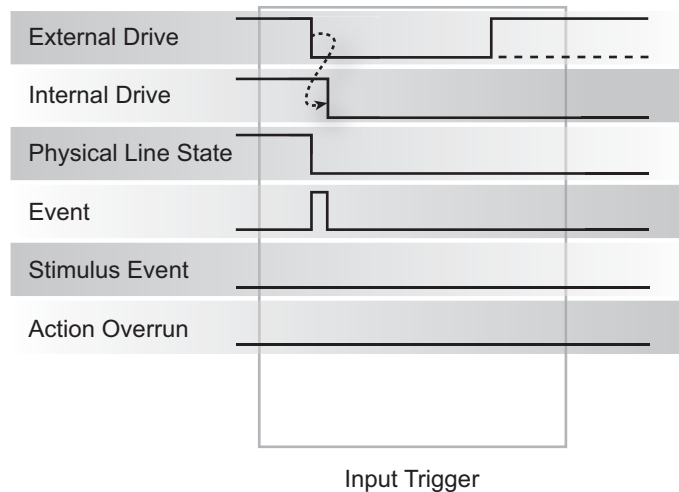 External Drive
Internal Drive
Physical Line State
Event
Stimulus Event
Action Overrun
Input Trigger